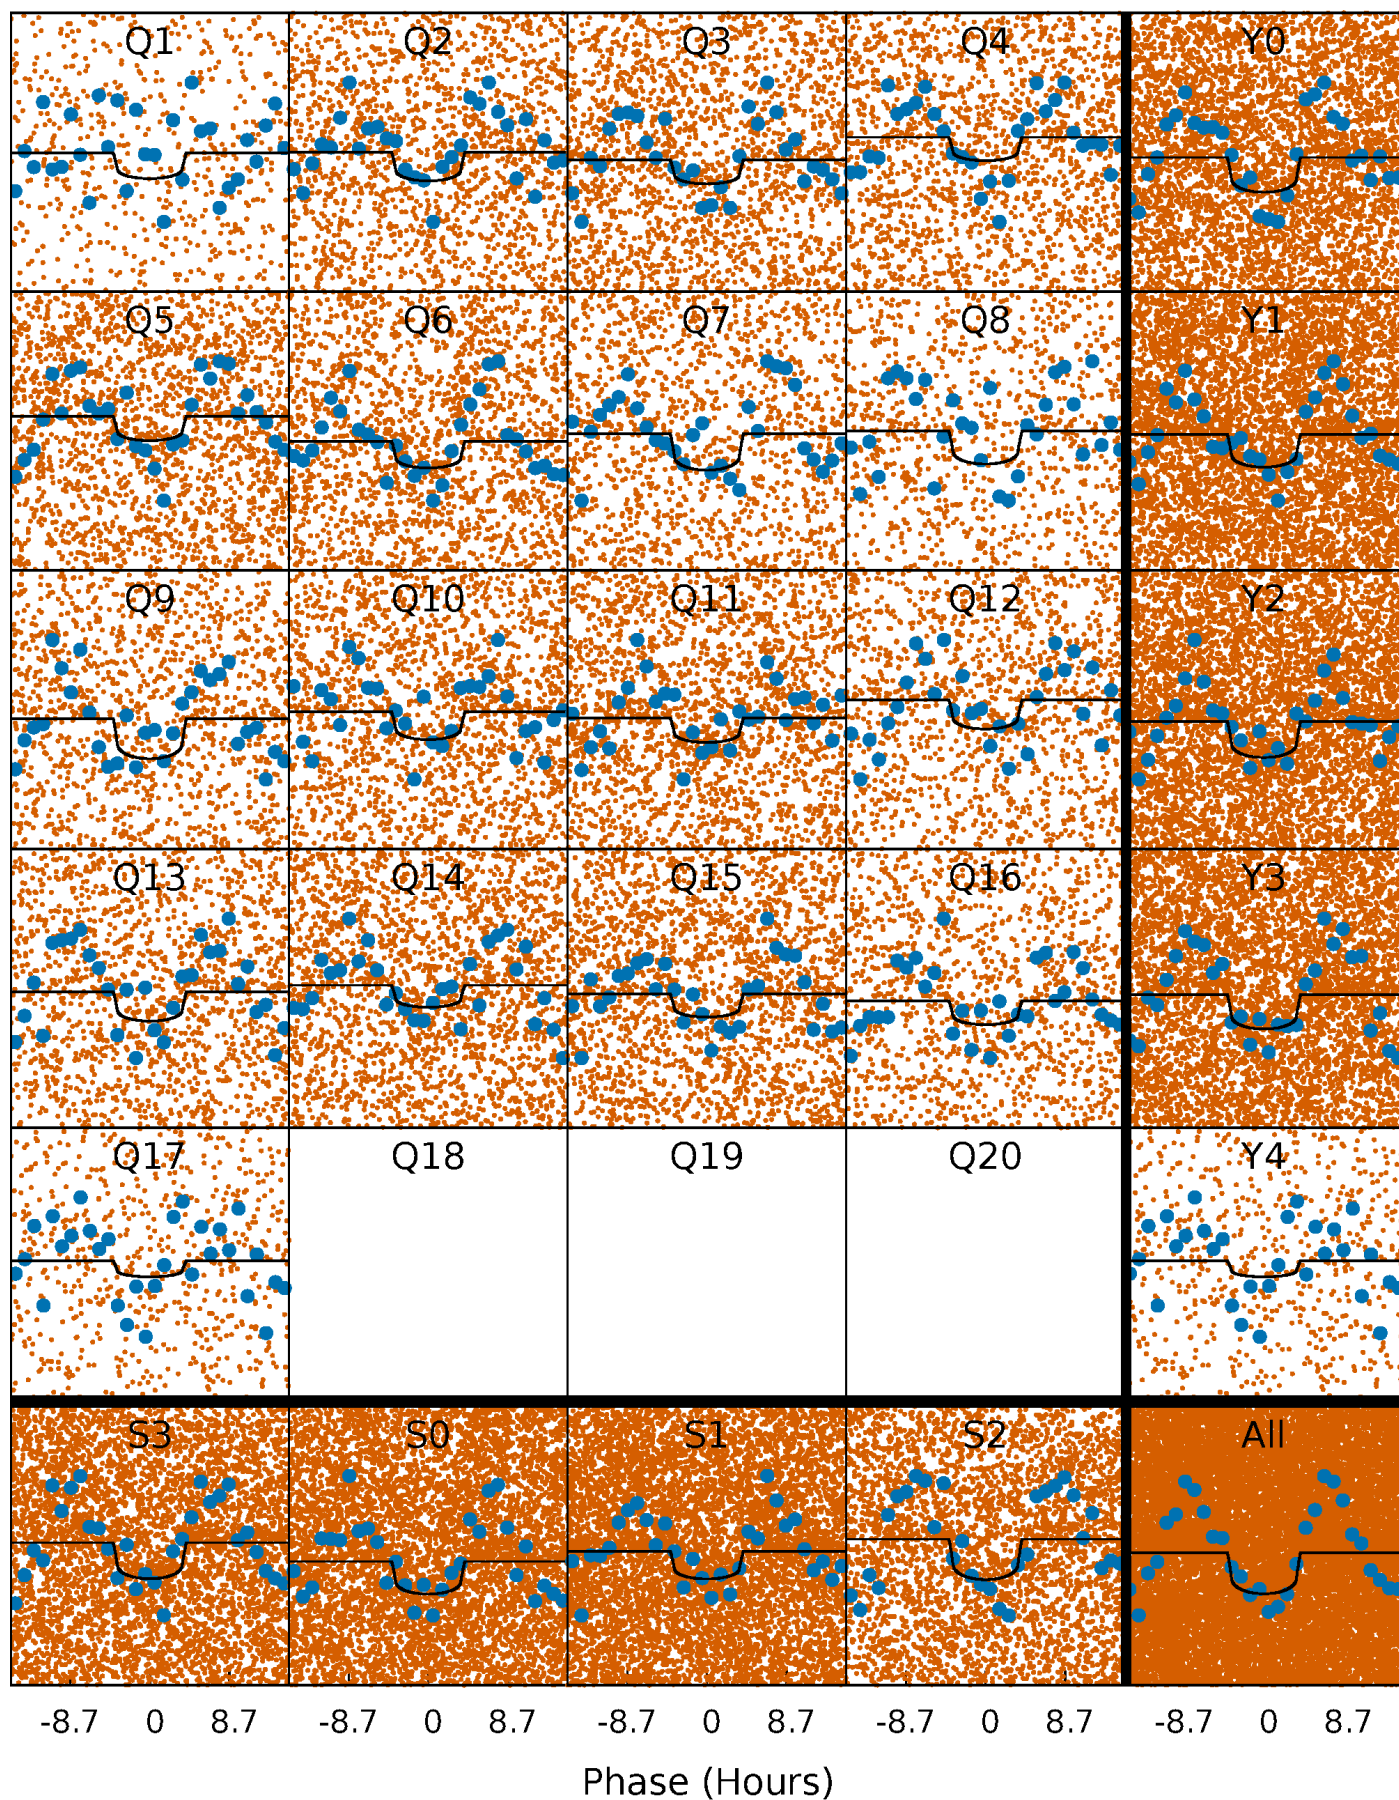 Q1 Q2 Q3 Q4 Y0
Q5 Q6 Q7 Q8 Y1
Q9 Q10 Q11 Q12 Y2
Q13 Q14 Q15 Q16 Y3
Q17 Q18 Q19 Q20 Y4
S3 S0 S1 S2 All
-8.7 0 8.7 -8.7 0 8.7 -8.7 0 8.7 -8.7 0 8.7 -8.7 0 8.7
Phase (Hours)